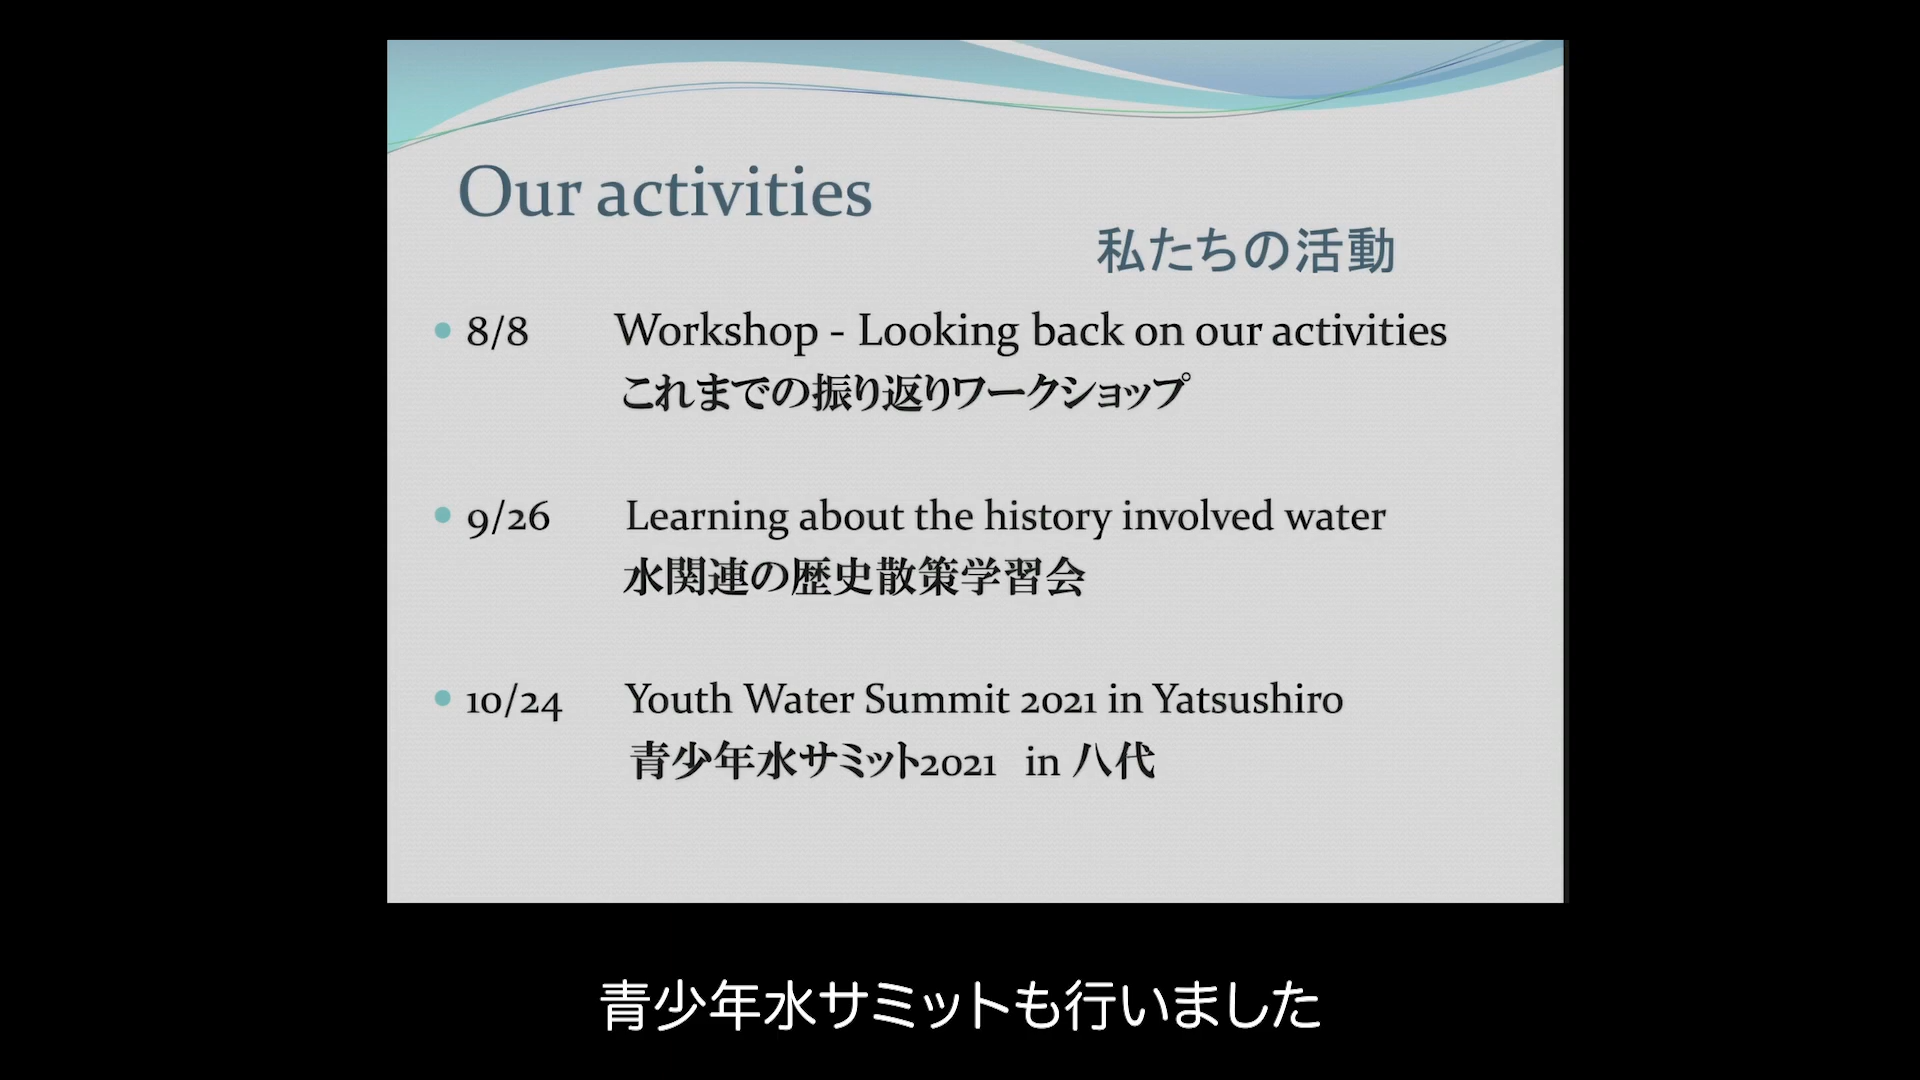 Our activities
私たちの活動
• 8/8 Workshop - Looking back on our activities
これまでの振り返りワークショップ
• 9/26 Learning about the history involved water
水関連の歴史散策学習会
• 10/24 Youth Water Summit 2021 in Yatsushiro
青少年水サミット2021 in 八代
青少年水サミットも行いました